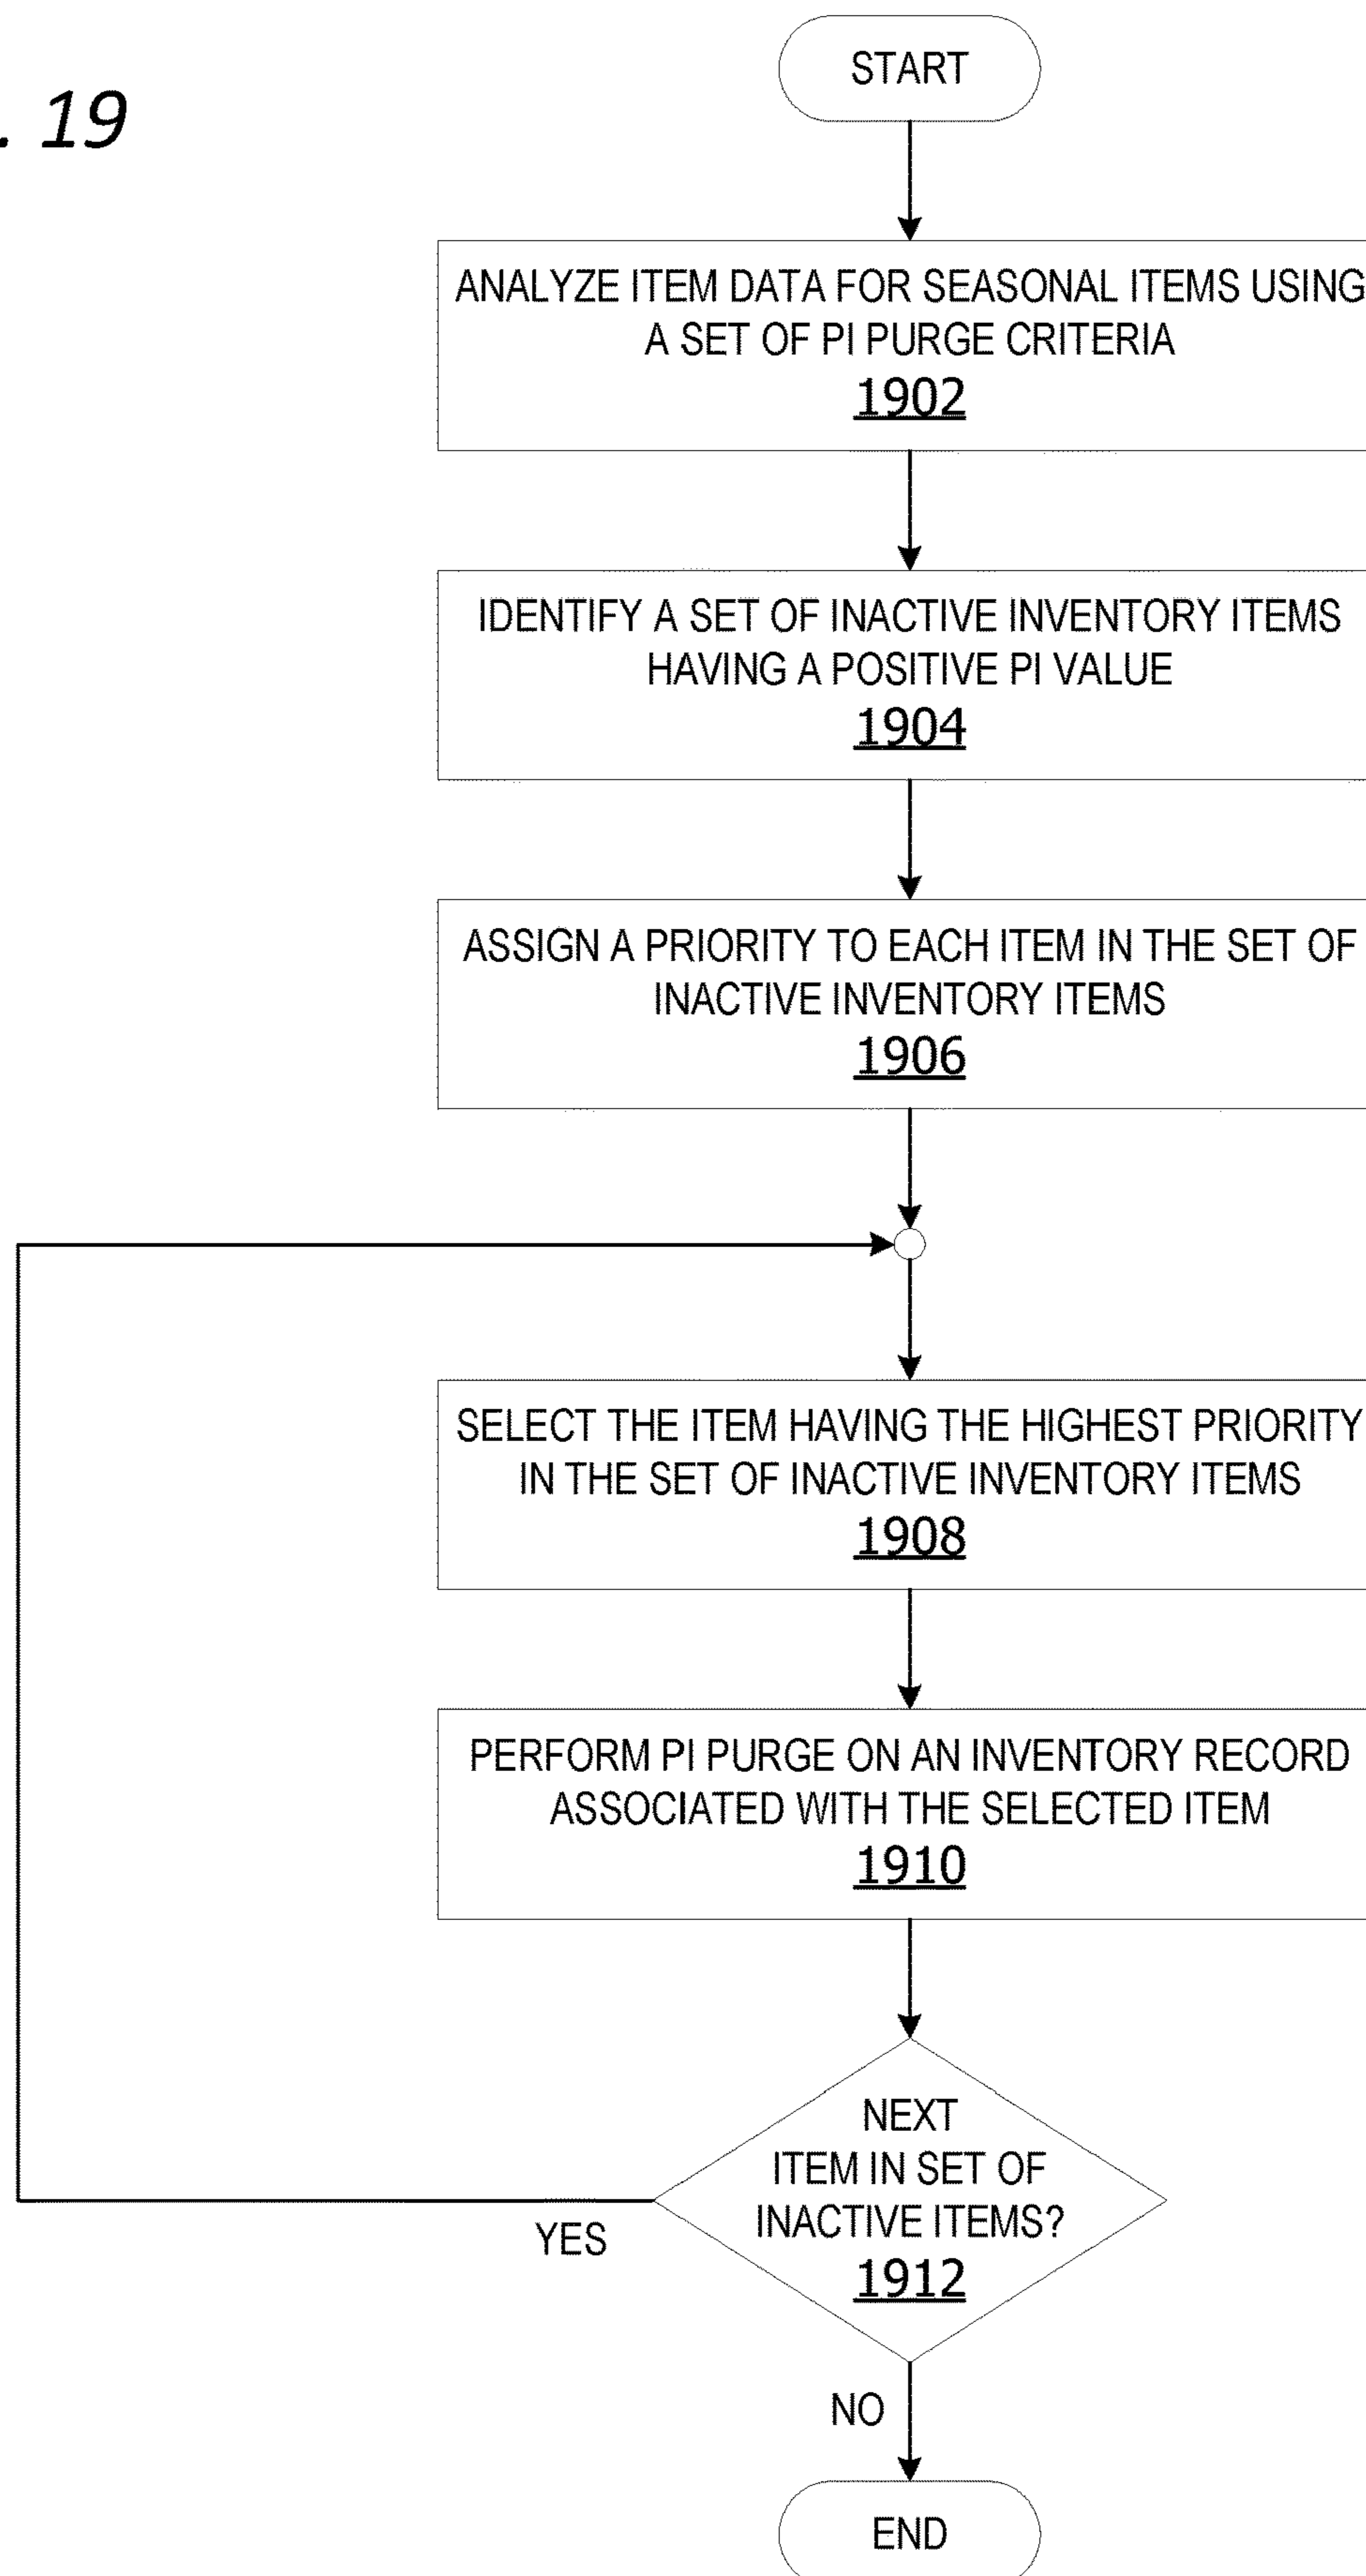 . 19
START
ANALYZE ITEM DATA FOR SEASONAL ITEMS USING
A SET OF PI PURGE CRITERIA
1902
IDENTIFY A SET OF INACTIVE INVENTORY ITEMS
HAVING A POSITIVE PI VALUE
1904
ASSIGN A PRIORITY TO EACH ITEM IN THE SET OF
INACTIVE INVENTORY ITEMS
1906
SELECT THE ITEM HAVING THE HIGHEST PRIORITY
IN THE SET OF INACTIVE INVENTORY ITEMS
1908
PERFORM PI PURGE ON AN INVENTORY RECORD
ASSOCIATED WITH THE SELECTED ITEM
1910
NEXT
ITEM IN SET OF
INACTIVE ITEMS?
1912
YES
NO
END